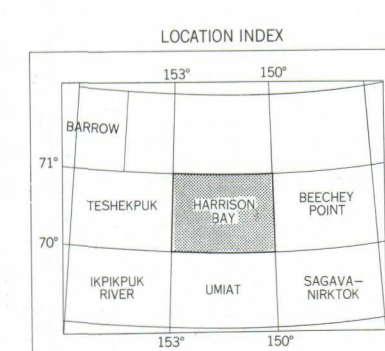 LOCATION INDEX
153° 150°
BARROW
71°
TESHEKPUK
HARRISON
BAY
BEECHEY
POINT
70°
IKPIKPUK
RIVER
UMIAT
SAGAVA—
NIRKTOK
153° 150°